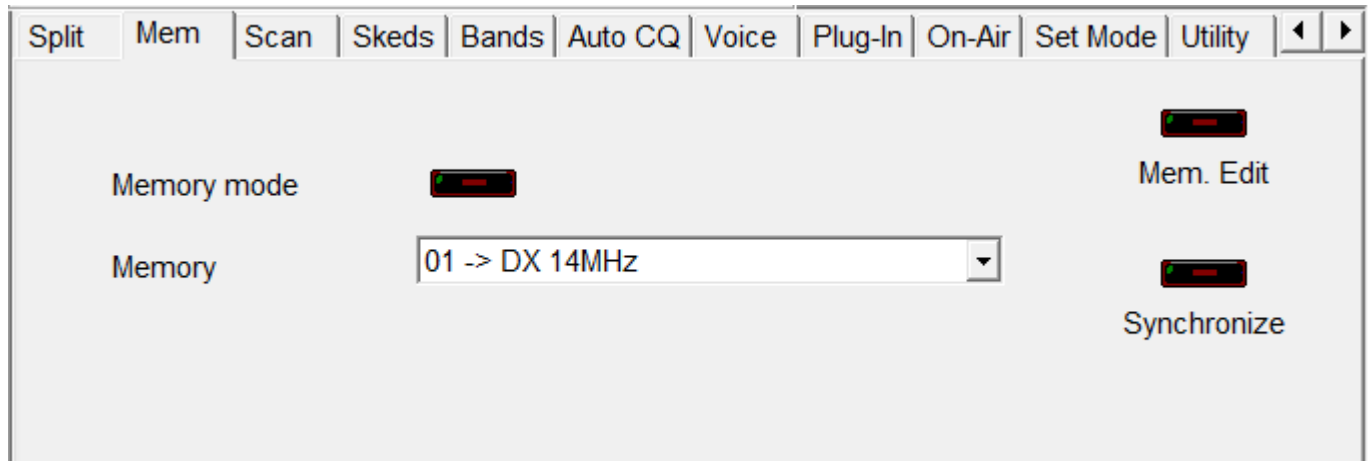 Split Mem Scan Skeds Bands Auto CQ Voice Plug-In On-Air Set Mode Utility
Mem. Edit
Memory mode
Memory 01 -> DX 14MHz
Synchronize